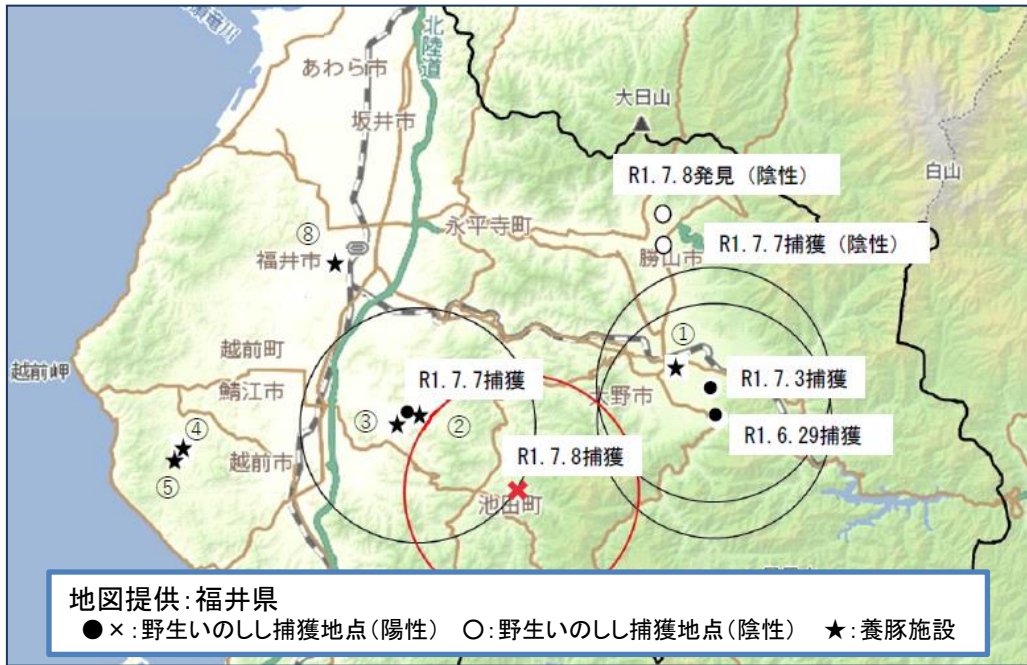 北陸道
あわら市
坂井市
大日山
白山
R1.7.8発見（陰性）
永平寺町
R1.7.7捕獲（陰性）
勝山市
⑧
福井市
①
越前町
越前岬
R1.7.7捕獲
R1.7.3捕獲
鯖江市
大野市
③
②
R1.6.29捕獲
④
越前市
R1.7.8捕獲
⑤
池田町
地図提供：福井県
●×：野生いのしし捕獲地点（陽性） ○：野生いのしし捕獲地点（陰性） ★：養豚施設